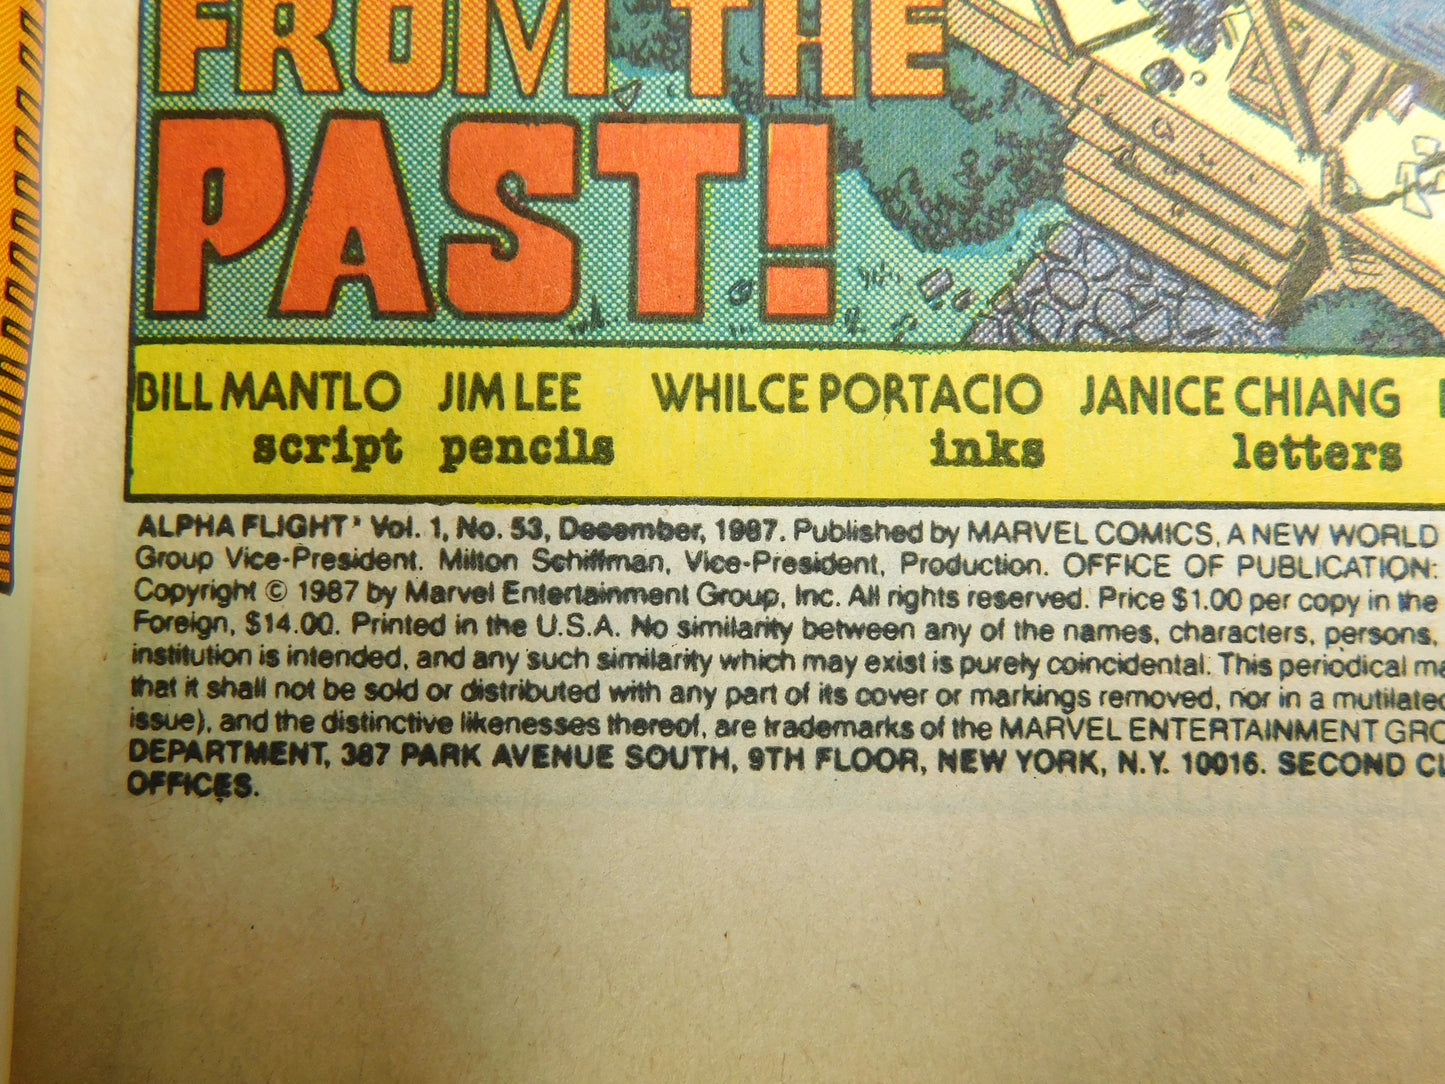 FROM THE
PAST!
BILL MANTLO JIM LEE WHILCE PORTACIO JANICE CHIANG
script pencils inks letters
ALPHA FLIGHT® Vol. 1, No. 53, December, 1987. Published by MARVEL COMICS, A NEW WORLD
Group Vice-President. Milton Schiffman, Vice-President, Production. OFFICE OF PUBLICATION:
Copyright © 1987 by Marvel Entertainment Group, Inc. All rights reserved. Price $1.00 per copy in the
Foreign, $14.00. Printed in the U.S.A. No similarity between any of the names, characters, persons,
institution is intended, and any such similarity which may exist is purely coincidental. This periodical
that it shall not be sold or distributed with any part of its cover or markings removed, nor in a mutilated
issue), and the distinctive likenesses thereof, are trademarks of the MARVEL ENTERTAINMENT GRO
DEPARTMENT, 387 PARK AVENUE SOUTH, 9TH FLOOR, NEW YORK, N.Y. 10016. SECOND CL
OFFICES.